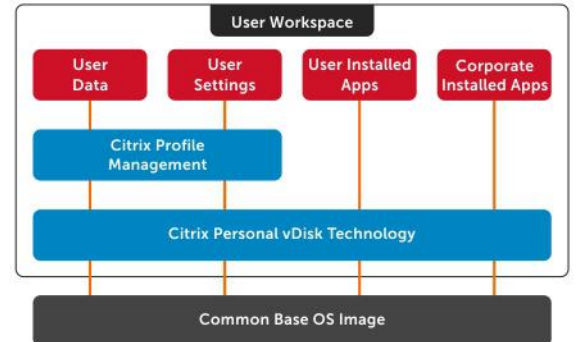 User Workspace
User
Data
User
Settings
User Installed
Apps
Corporate
Installed Apps
Citrix Profile
Management
Citrix Personal vDisk Technology
Common Base OS Image